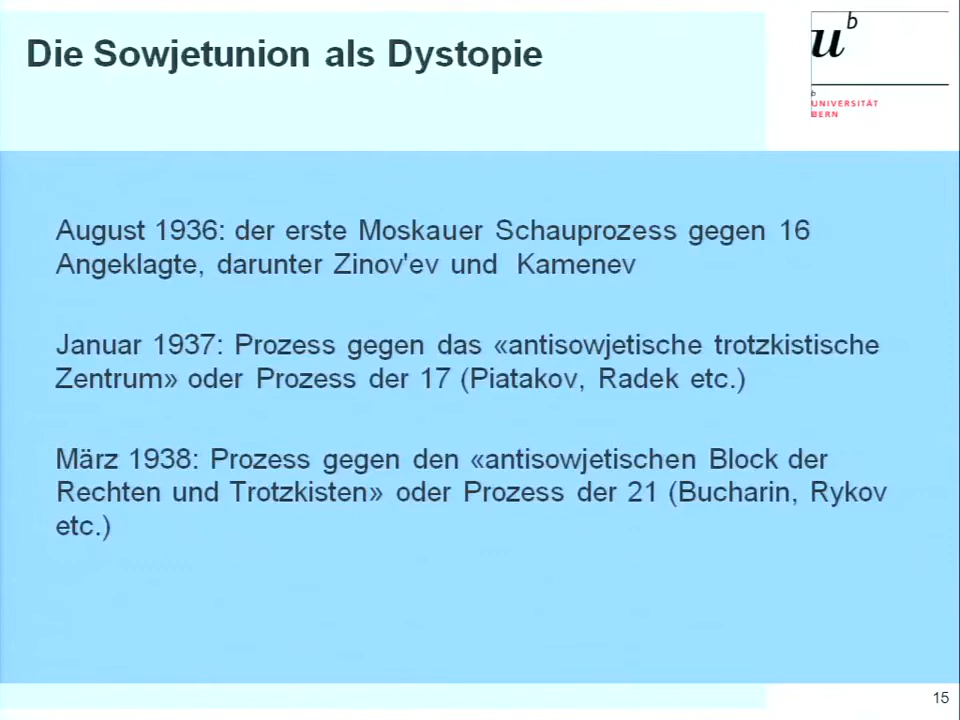 Die Sowjetunion als Dystopie
u
b
b
UNIVERSITÄT
BERN
August 1936: der erste Moskauer Schauprozess gegen 16
Angeklagte, darunter Zinov'ev und Kamenev
Januar 1937: Prozess gegen das «antisowjetische trotzkistische
Zentrum» oder Prozess der 17 (Piatakov, Radek etc.)
März 1938: Prozess gegen den «antisowjetischen Block der
Rechten und Trotzkisten» oder Prozess der 21 (Bucharin, Rykov
etc.)
15